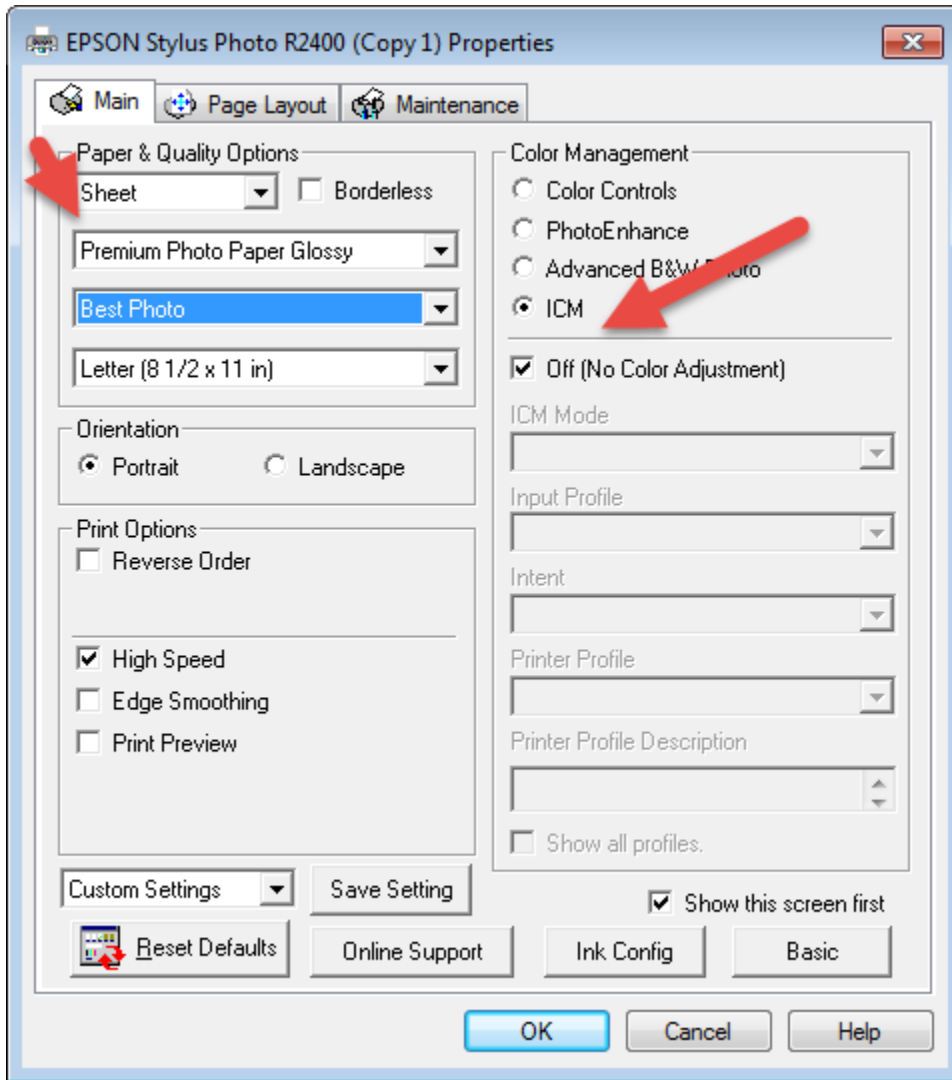 EPSON Stylus Photo R2400 (Copy 1) Properties
Main
Page Layout
Maintenance
Paper & Quality Options
Sheet
Borderless
Premium Photo Paper Glossy
Best Photo
Letter (8 1/2 x 11 in)
Orientation
Portrait
Landscape
Print Options
Reverse Order
High Speed
Edge Smoothing
Print Preview
Color Management
Color Controls
PhotoEnhance
Advanced B&W Photo
ICM
Off (No Color Adjustment)
ICM Mode
Input Profile
Intent
Printer Profile
Printer Profile Description
Show all profiles.
Custom Settings
Save Setting
Show this screen first
Reset Defaults
Online Support
Ink Config
Basic
OK
Cancel
Help